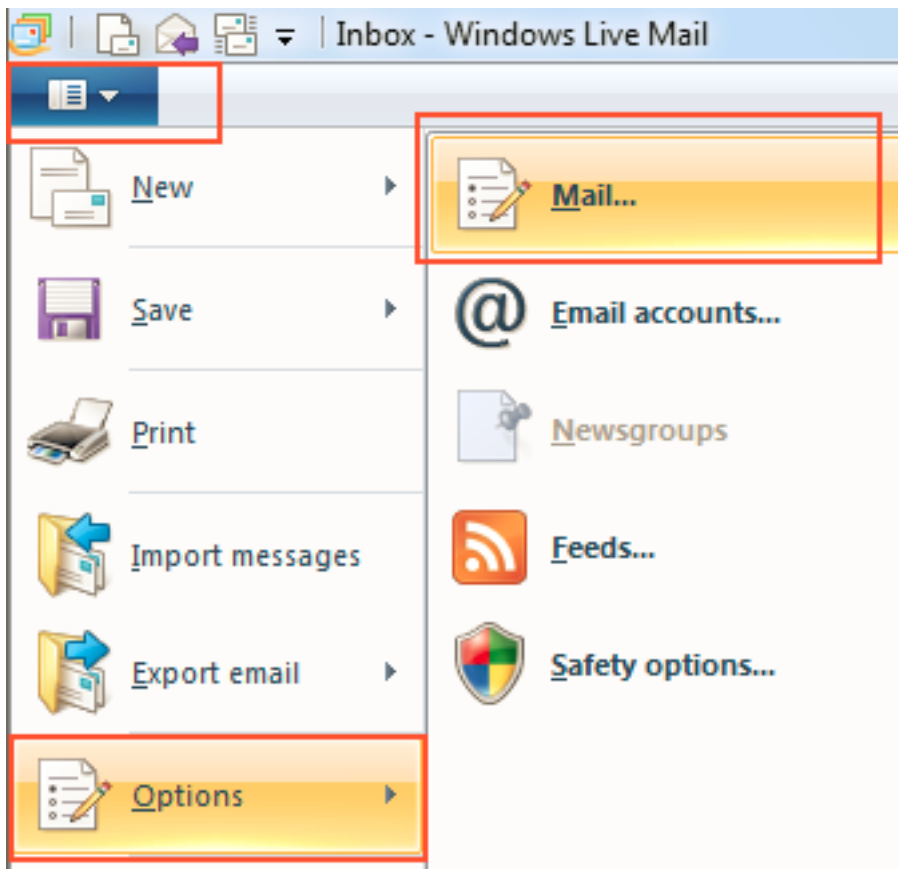 Inbox - Windows Live Mail
New
Save
Print
Import messages
Export email
Options
Mail...
@
Email accounts...
Newsgroups
Feeds...
Safety options...